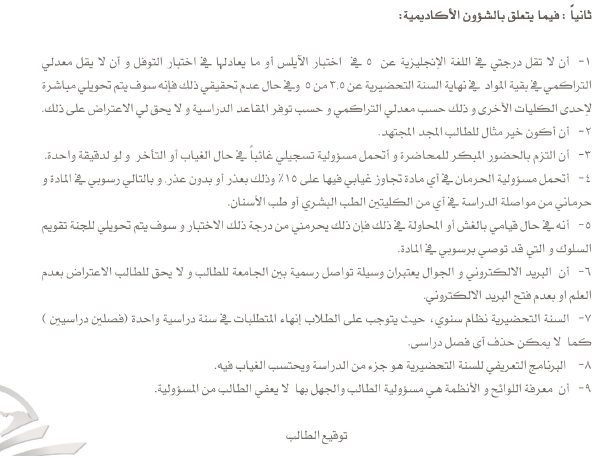 ثانياً : فيما يتعلق بالشؤون الأكاديمية:
١- أن لا تقل درجتي في اللغة الإنجليزية عن ٥ في اختبار الآيلس أو ما يعادلها في اختبار التوفل و أن لا يقل معدلي
التراكمي في بقية المواد في نهاية السنة التحضيرية عن ٣,٥ من ٥ وفي حال عدم تحقيقي ذلك فإنه سوف يتم تحويلي مباشرة
لإحدى الكليات الأخرى و ذلك حسب معدلي التراكمي و حسب توفر المقاعد الدراسية و لا يحق لي الاعتراض على ذلك.
٢- أن أكون خير مثال للطالب المجد المجتهد.
٣- أن التزم بالحضور المبكر للمحاضرة و أتحمل مسؤولية تسجيلي غائباً في حال الغياب أو التأخر و لو لدقيقة واحدة.
٤- أتحمل مسؤولية الحرمان في أي مادة تجاوز غيابي فيها على ١٥٪ وذلك بعذر أو بدون عذر. و بالتالي رسوبي في المادة و
حرماني من مواصلة الدراسة في أي من الكليتين الطب البشري أو طب الأسنان.
٥- أنه في حال قيامي بالغش أو المحاولة في ذلك فإن ذلك يحرمني من درجة ذلك الاختبار و سوف يتم تحويلي للجنة تقويم
السلوك و التي قد توصي برسوبي في المادة.
٦- أن البريد الالكتروني و الجوال يعتبران وسيلة تواصل رسمية بين الجامعة للطالب و لا يحق للطالب الاعتراض بعدم
العلم او بعدم فتح البريد الالكتروني.
٧- السنة التحضيرية نظام سنوي، حيث يتوجب على الطلاب إنهاء المتطلبات في سنة دراسية واحدة (فصلين دراسيين )
كما لا يمكن حذف أي فصل دراسى.
٨- البرنامج التعريفي للسنة التحضيرية هو جزء من الدراسة ويحتسب الغياب فيه.
٩- أن معرفة اللوائح و الأنظمة هي مسؤولية الطالب والجهل بها لا يعفي الطالب من المسؤولية.
توقيع الطالب